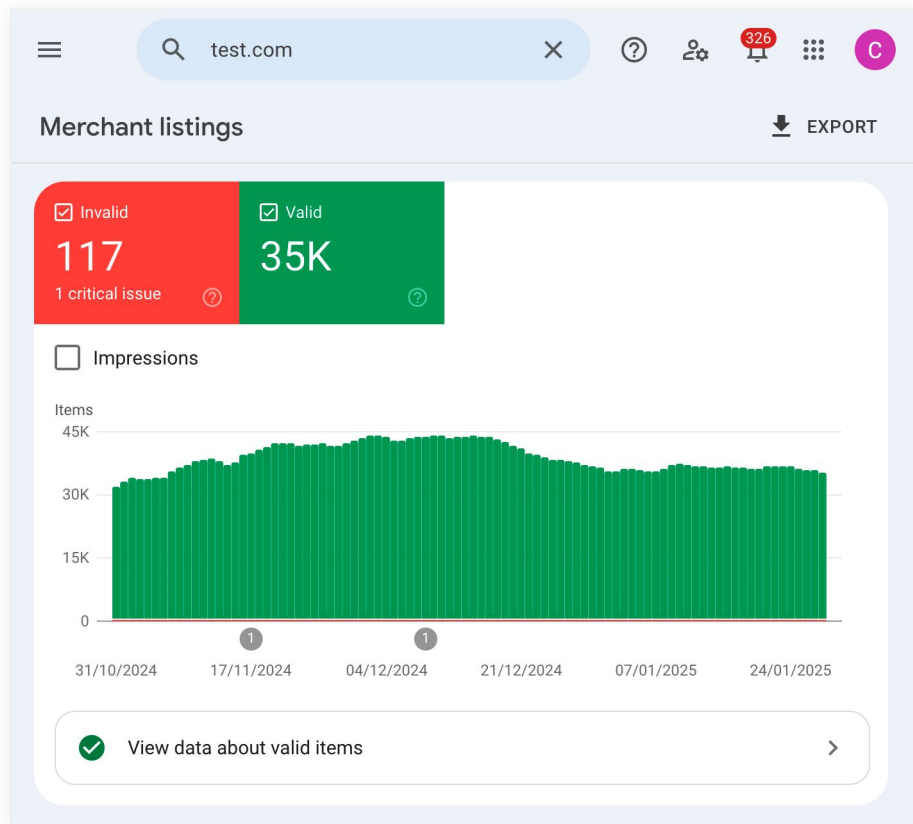 test.com
326
C
Merchant listings
EXPORT
Invalid
Valid
117
35K
1 critical issue
Impressions
Items
45K
30K
15K
0
1
1
31/10/2024
17/11/2024
04/12/2024
21/12/2024
07/01/2025
24/01/2025
View data about valid items